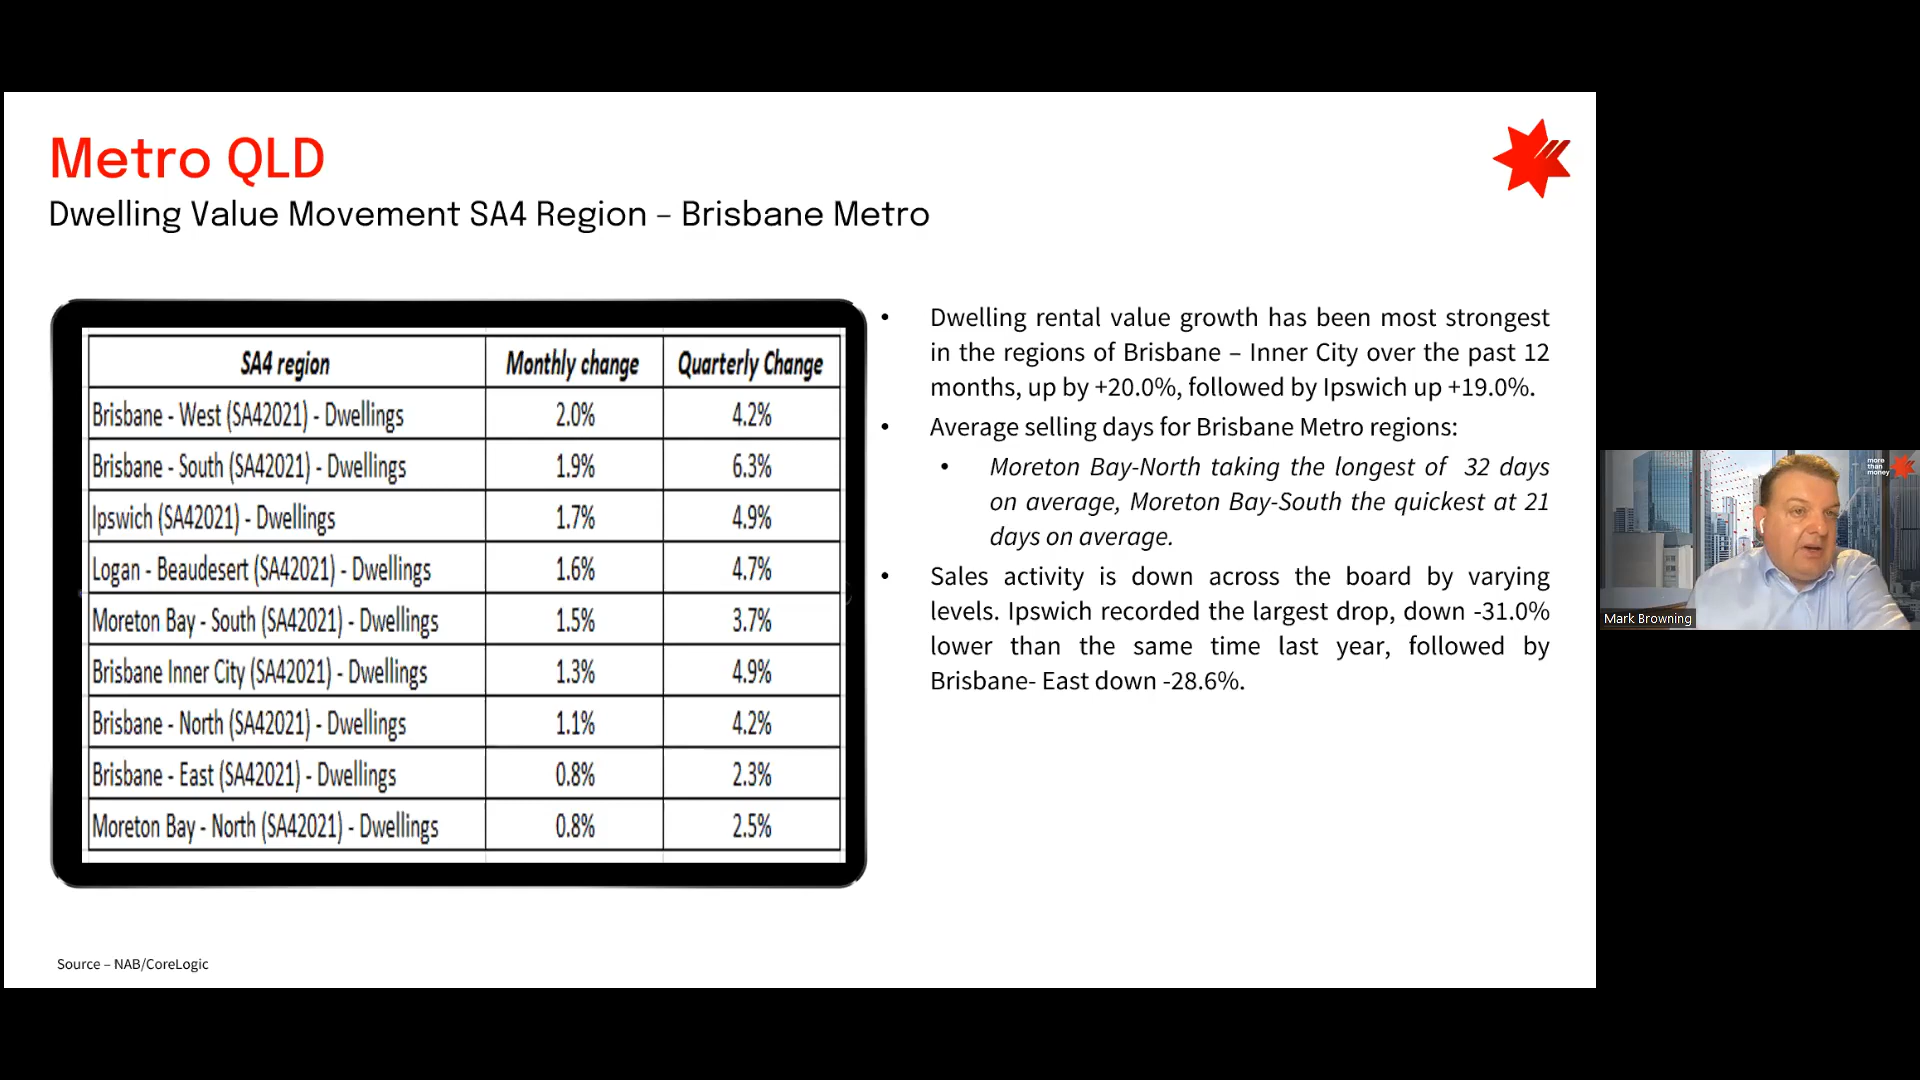 Metro QLD
Dwelling Value Movement SA4 Region – Brisbane Metro
SA4 region Monthly change Quarterly Change
Brisbane - West (SA42021) - Dwellings 2.0% 4.2%
Brisbane - South (SA42021) - Dwellings 1.9% 6.3%
Ipswich (SA42021) - Dwellings 1.7% 4.9%
Logan - Beaudesert (SA42021) - Dwellings 1.6% 4.7%
Moreton Bay - South (SA42021) - Dwellings 1.5% 3.7%
Brisbane Inner City (SA42021) - Dwellings 1.3% 4.9%
Brisbane - North (SA42021) - Dwellings 1.1% 4.2%
Brisbane - East (SA42021) - Dwellings 0.8% 2.3%
Moreton Bay - North (SA42021) - Dwellings 0.8% 2.5%
• Dwelling rental value growth has been most strongest
in the regions of Brisbane – Inner City over the past 12
months, up by +20.0%, followed by Ipswich up +19.0%.
• Average selling days for Brisbane Metro regions:
• Moreton Bay-North taking the longest of 32 days
on average, Moreton Bay-South the quickest at 21
days on average.
• Sales activity is down across the board by varying
levels. Ipswich recorded the largest drop, down -31.0%
lower than the same time last year, followed by
Brisbane- East down -28.6%.
Source – NAB/CoreLogic
more
than
money
Mark Browning